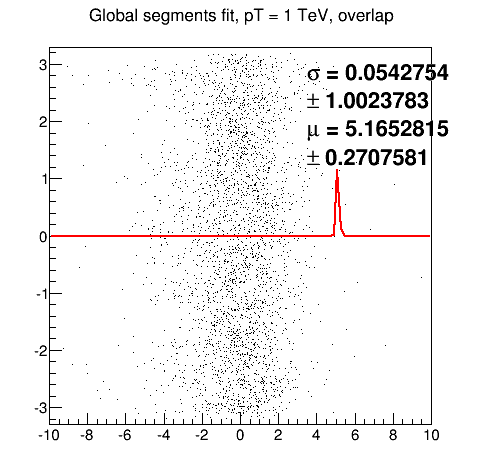 Global segments fit, pT = 1 TeV, overlap
σ = 0.0542754
± 1.0023783
μ = 5.1652815
± 0.2707581
3
2
1
0
-1
-2
-3
-10 -8 -6 -4 -2 0 2 4 6 8 10